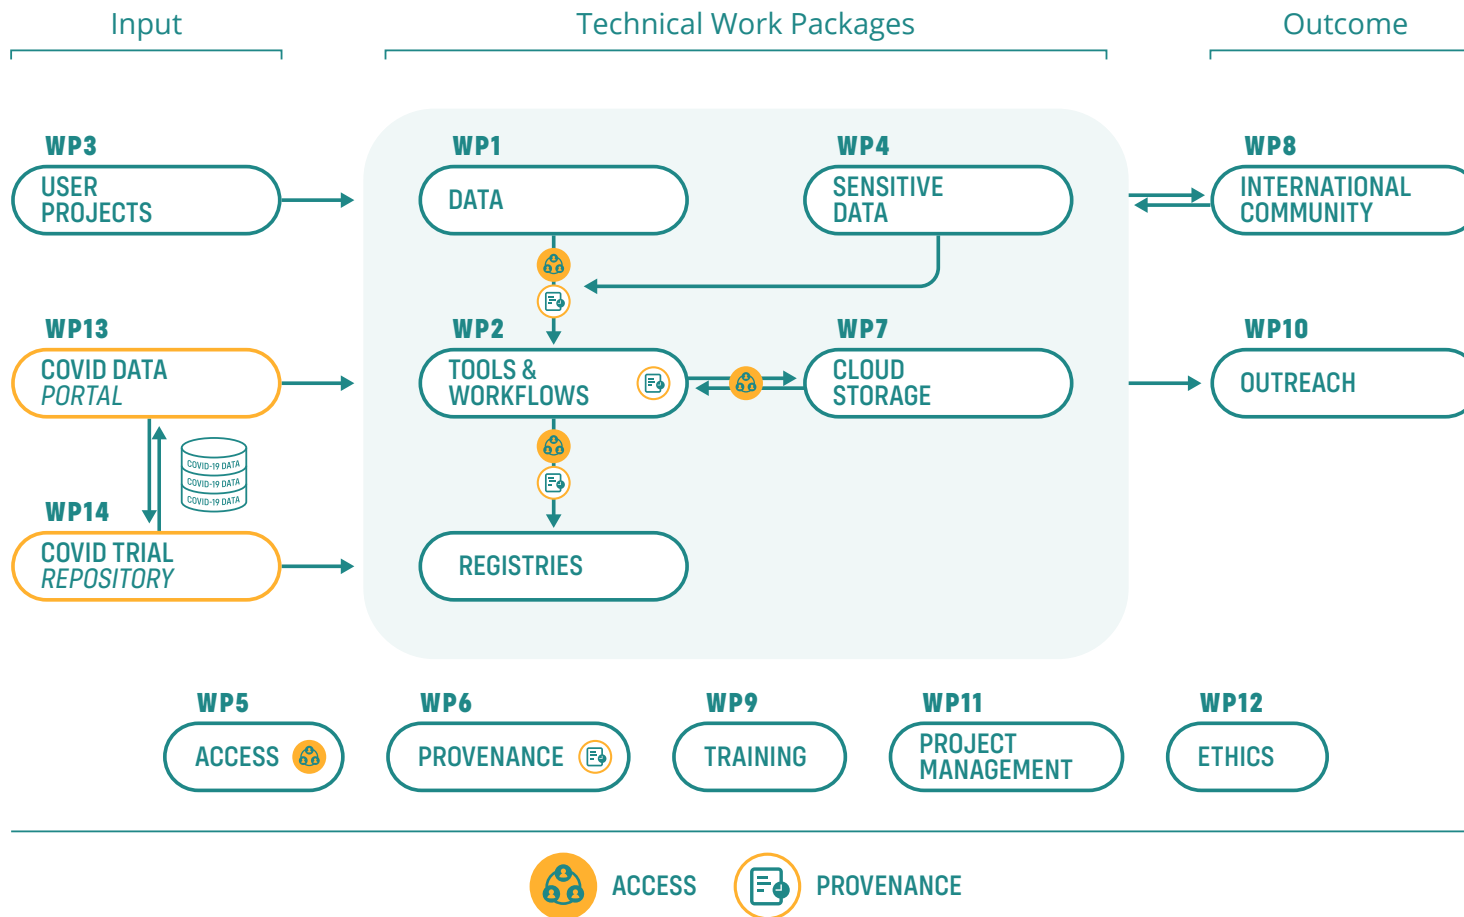 Input
Technical Work Packages
Outcome
WP3
USER
PROJECTS
WP1
DATA
WP4
SENSITIVE
DATA
WP8
INTERNATIONAL
COMMUNITY
WP13
COVID DATA
PORTAL
WP2
TOOLS &
WORKFLOWS
WP7
CLOUD
STORAGE
WP10
OUTREACH
COVID-19 DATA
COVID-19 DATA
COVID-19 DATA
WP14
COVID TRIAL
REPOSITORY
REGISTRIES
WP5
ACCESS
WP6
PROVENANCE
WP9
TRAINING
WP11
PROJECT
MANAGEMENT
WP12
ETHICS
ACCESS
PROVENANCE